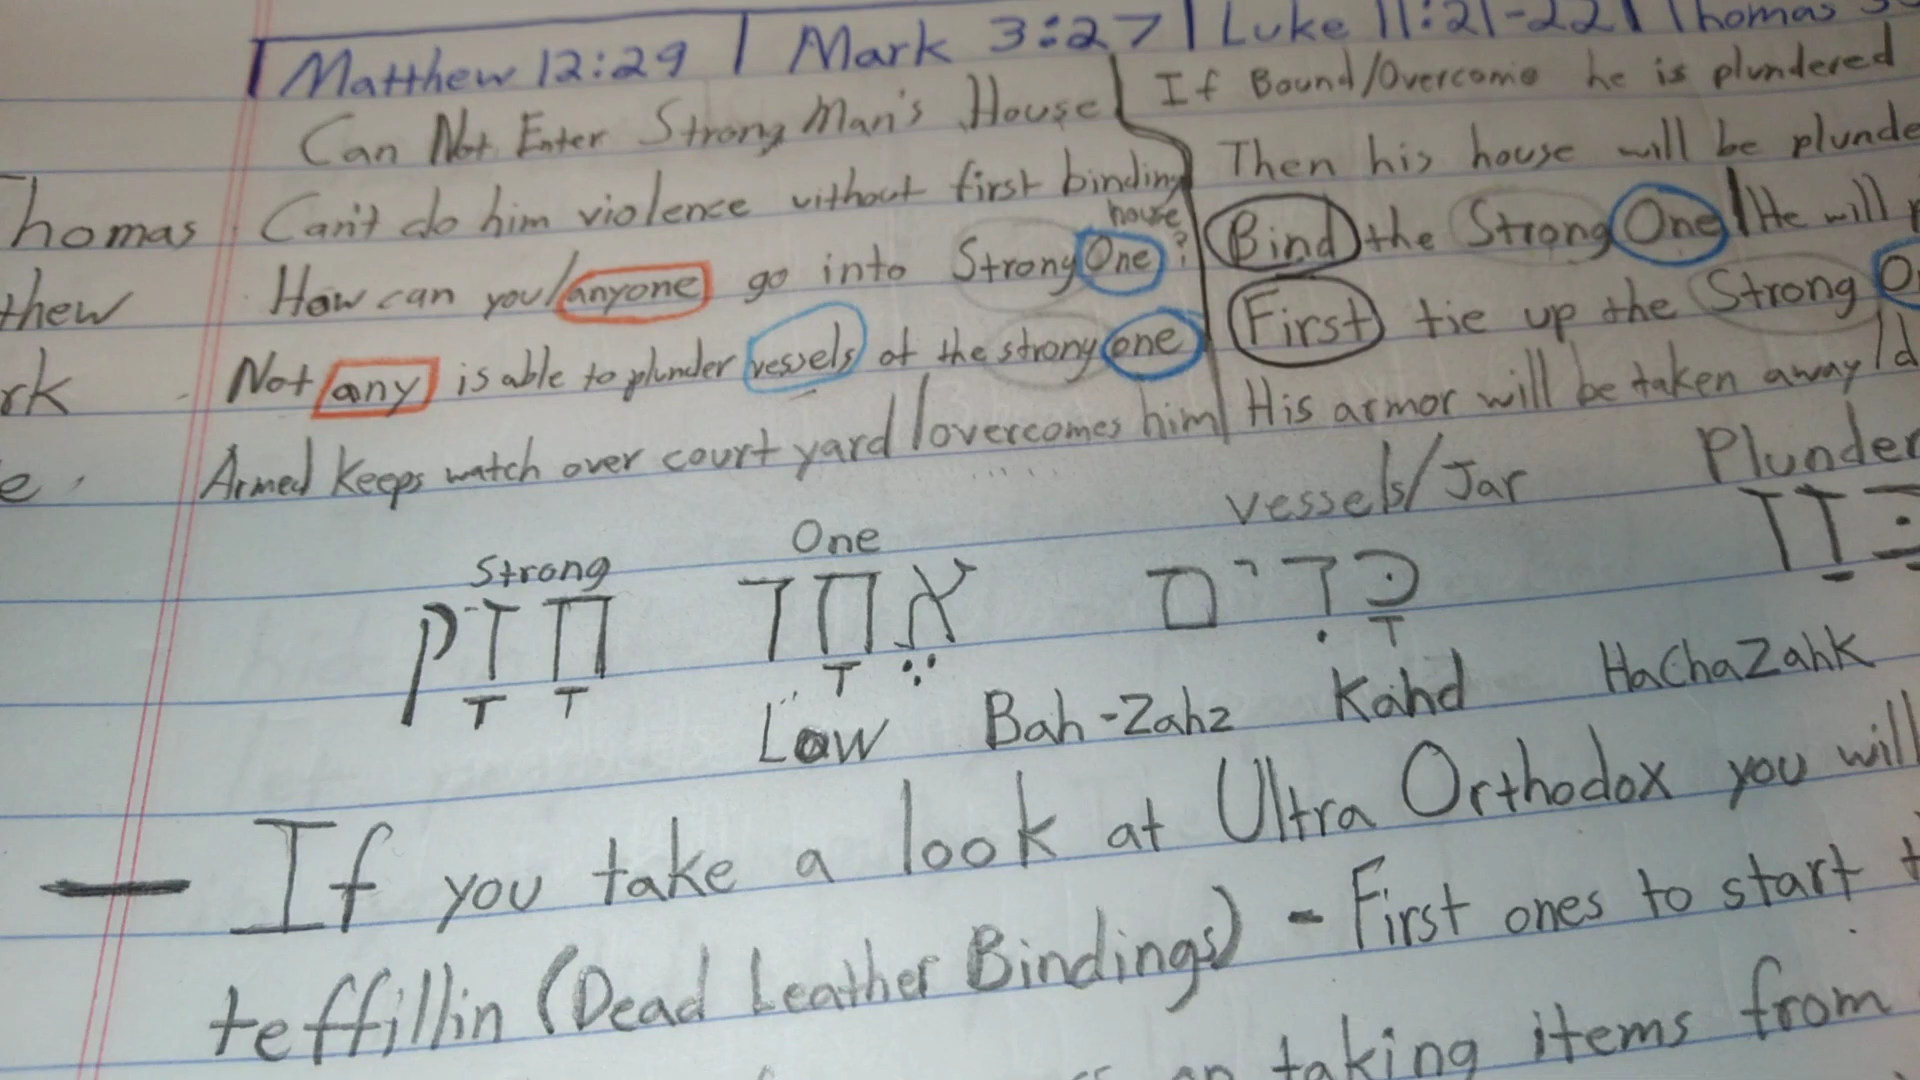 Matthew 12:29 | Mark 3:27 | Luke 11:21-22 | Thomas
Can Not Enter Strong Man's House If Bound/Overcome he is plundered
Thomas Can't do him violence without first binding Then his house will be plunde
house
thew How can you/anyone go into Strong One? Bind the Strong One | He will
rk Not any is able to plunder vessels of the strong one First tie up the Strong O
e. Armed Keeps watch over court yard/overcomes him | His armor will be taken away/d
Strong One vessels/Jar Plunder
חָזָק אֶחָד כָּדִים בָּזַז
Law Bah-Zahz Kahd HaChaZahk
— If you take a look at Ultra Orthodox you will
teffillin (Dead Leather Bindings) - First ones to start t
taking items from